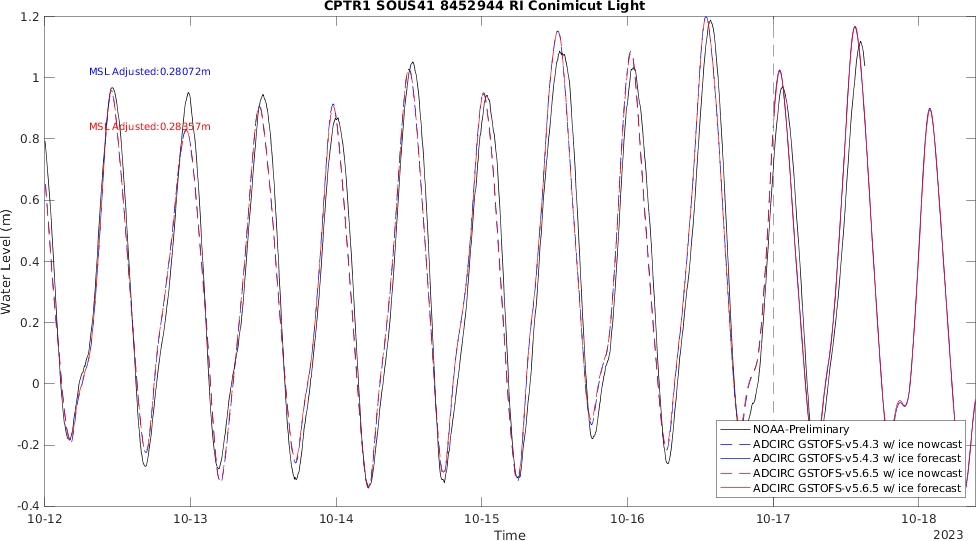 CPTR1 SOUS41 8452944 RI Conimicut Light
MSL Adjusted:0.28072m
MSL Adjusted:0.28357m
Water Level (m)
1.2
1
0.8
0.6
0.4
0.2
0
-0.2
-0.4
NOAA-Preliminary
ADCIRC GSTOFS-v5.4.3 w/ ice nowcast
ADCIRC GSTOFS-v5.4.3 w/ ice forecast
ADCIRC GSTOFS-v5.6.5 w/ ice nowcast
ADCIRC GSTOFS-v5.6.5 w/ ice forecast
10-12 10-13 10-14 10-15 10-16 10-17 10-18
Time
2023